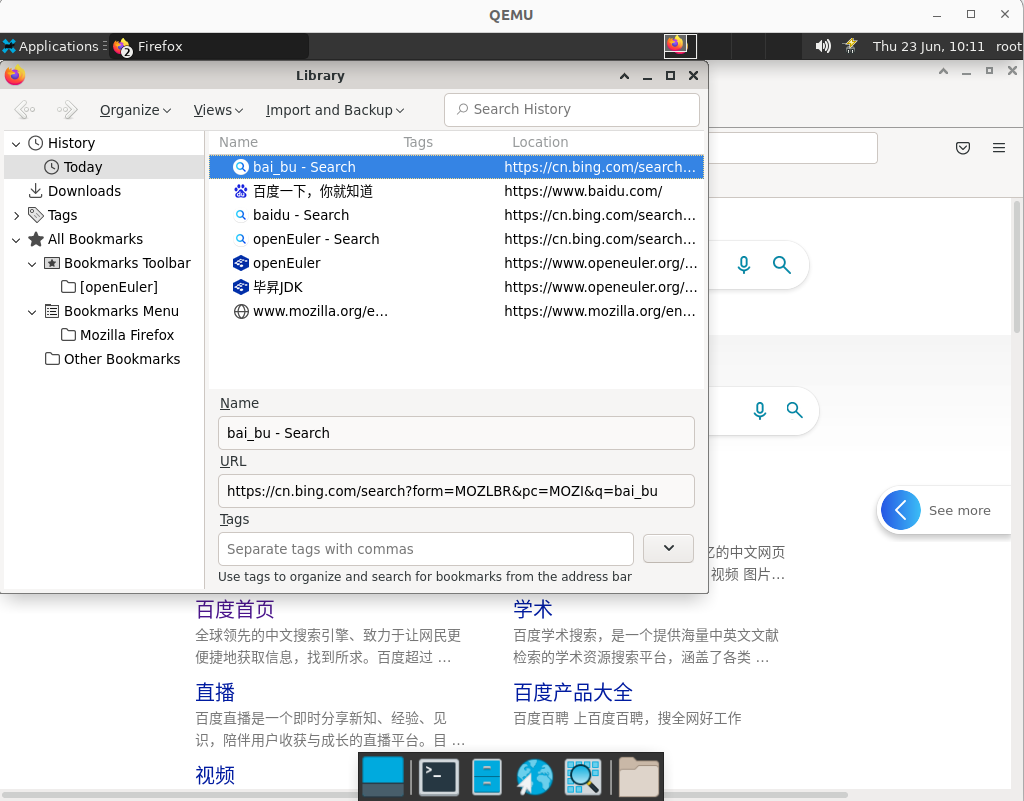 QEMU
Applications
2
Firefox
Thu 23 Jun, 10:11
root
Library
Organize
Views
Import and Backup
Search History
History
Today
Downloads
Tags
All Bookmarks
Bookmarks Toolbar
[openEuler]
Bookmarks Menu
Mozilla Firefox
Other Bookmarks
Name Tags Location
bai_bu - Search https://cn.bing.com/search…
百度一下，你就知道 https://www.baidu.com/
baidu - Search https://cn.bing.com/search…
openEuler - Search https://cn.bing.com/search…
openEuler https://www.openeuler.org/…
毕昇JDK https://www.openeuler.org/…
www.mozilla.org/e… https://www.mozilla.org/en…
Name
bai_bu - Search
URL
https://cn.bing.com/search?form=MOZLBR&pc=MOZI&q=bai_bu
Tags
Separate tags with commas
Use tags to organize and search for bookmarks from the address bar
See more
的中文网页
视频 图片…
百度首页
全球领先的中文搜索引擎、致力于让网民更
便捷地获取信息，找到所求。百度超过 …
学术
百度学术搜索，是一个提供海量中英文文献
检索的学术资源搜索平台，涵盖了各类 …
直播
百度直播是一个即时分享新知、经验、见
识，陪伴用户收获与成长的直播平台。目 …
百度产品大全
百度百聘 上百度百聘，搜全网好工作
视频